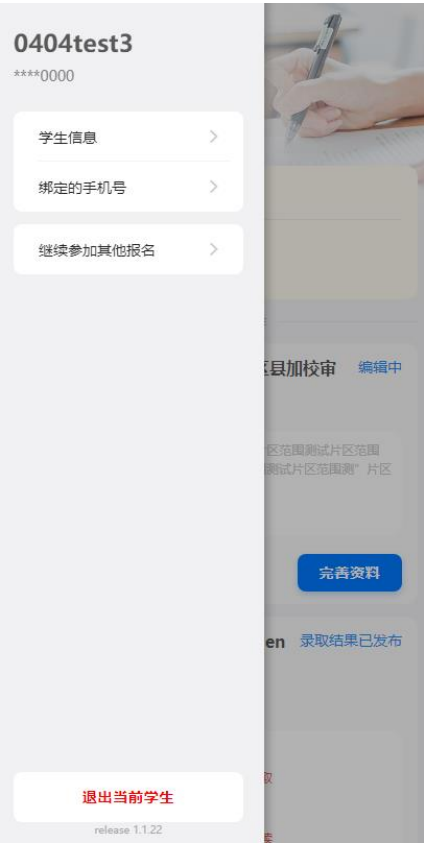 0404test3
****0000
学生信息
绑定的手机号
继续参加其他报名
区县加校审 编辑中
区范围测试片区范围
测试片区范围测”片区
完善资料
en 录取结果已发布
取
退出当前学生
release 1.1.22